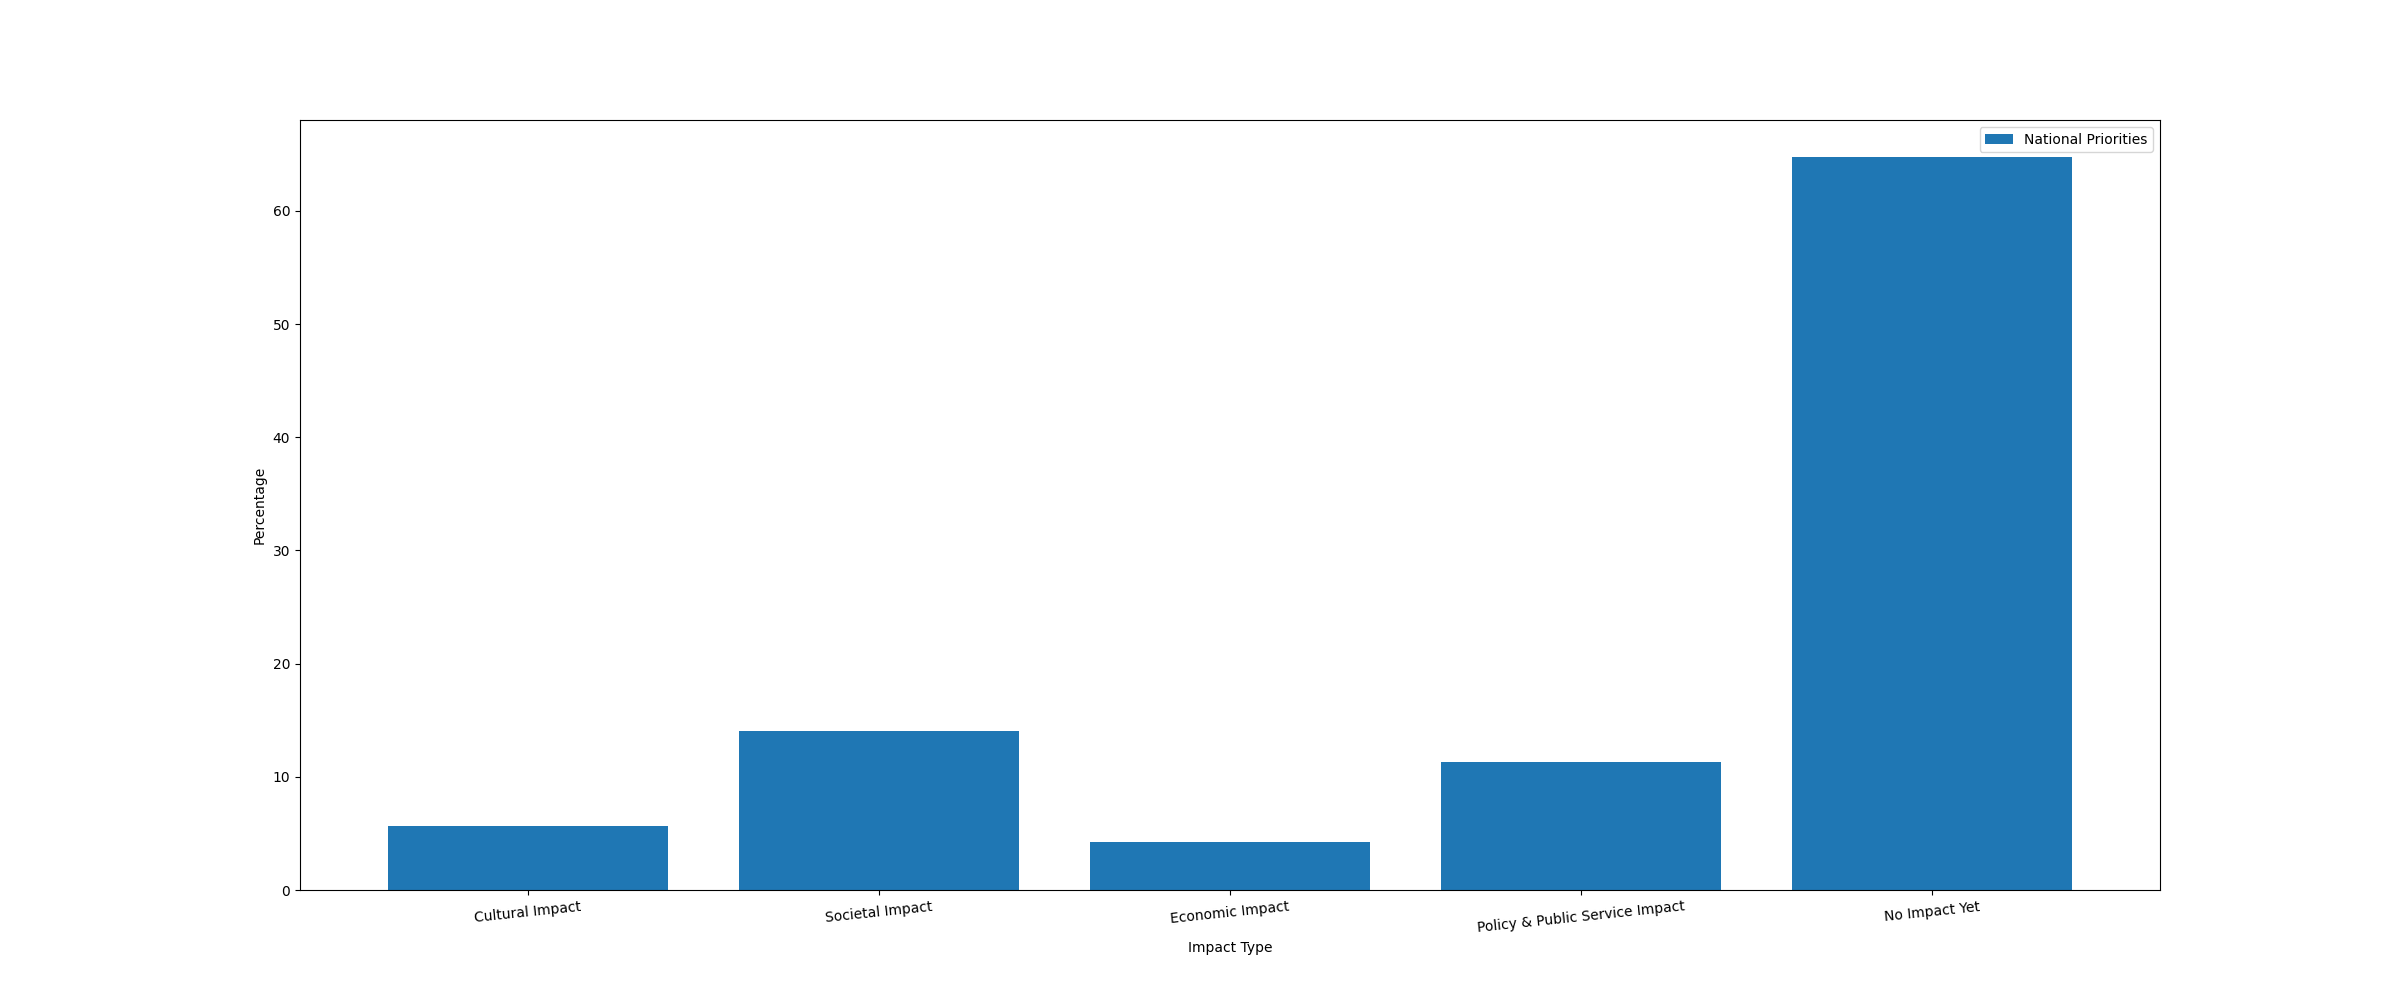 National Priorities
60
50
40
30
20
10
0
Percentage
Cultural Impact
Societal Impact
Economic Impact
Policy & Public Service Impact
No Impact Yet
Impact Type